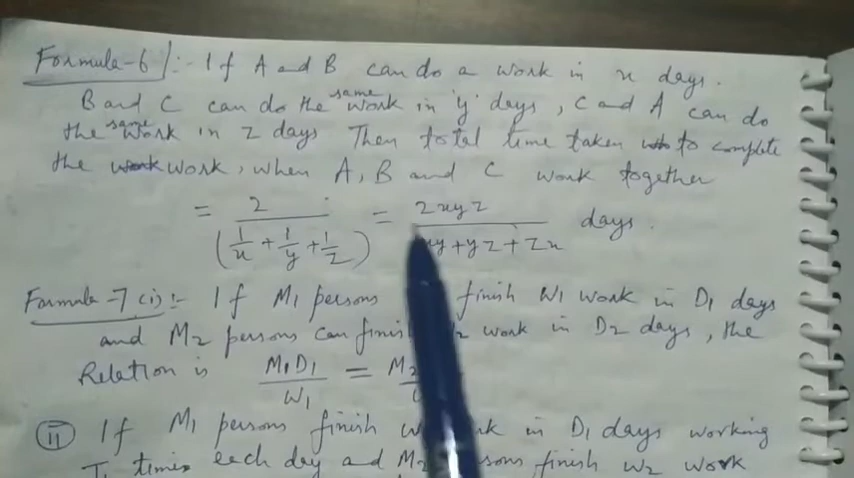 Formula-6 :- If A and B can do a work in x days.
B and C can do the same work in 'y' days, C and A can do
the same work in z days Then total time taken to complete
the work, when A, B and C work together
= 2 / (1/x + 1/y + 1/z) = 2xyz / xy+yz+zx days.
Formula-7 (i) :- If M1 persons finish W1 work in D1 days
and M2 persons can finish work in D2 days, the
Relation is M1D1 / W1 = M2
(ii) If M1 persons finish work in D1 days working
T1 times each day and M2 persons finish W2 work